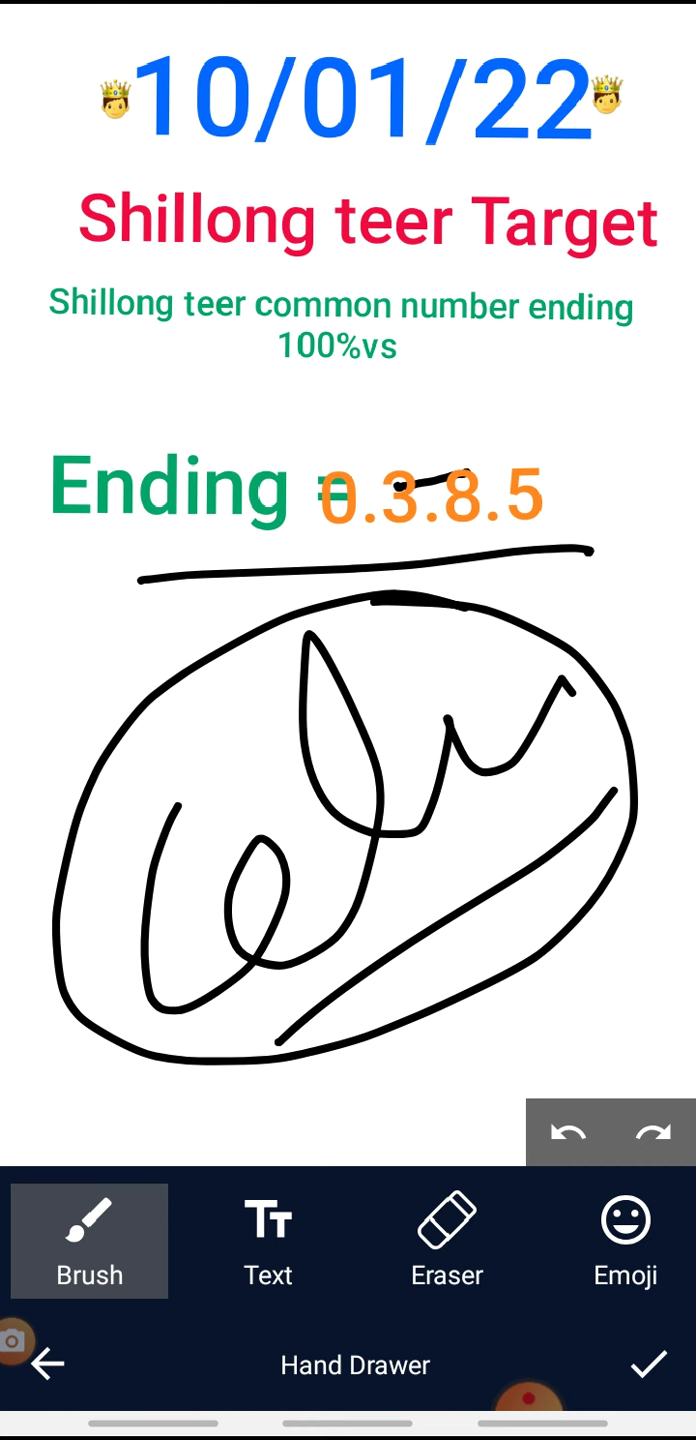 10/01/22
Shillong teer Target
Shillong teer common number ending
100%vs
Ending = 0.3.8.5
Brush Text Eraser Emoji
Hand Drawer